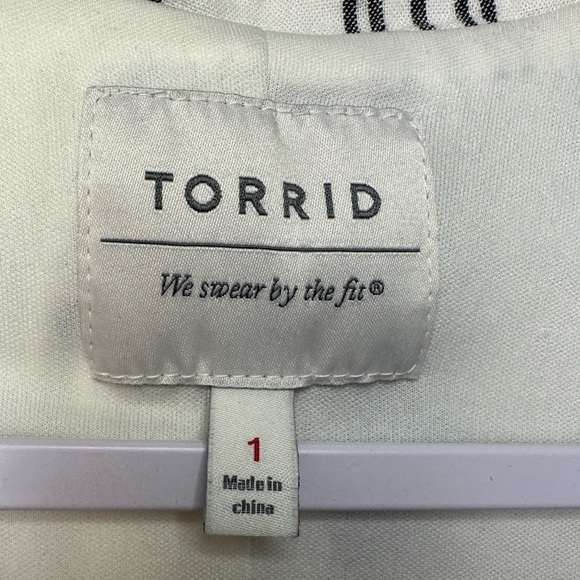 TORRID
We swear by the fit®
1
Made in
china